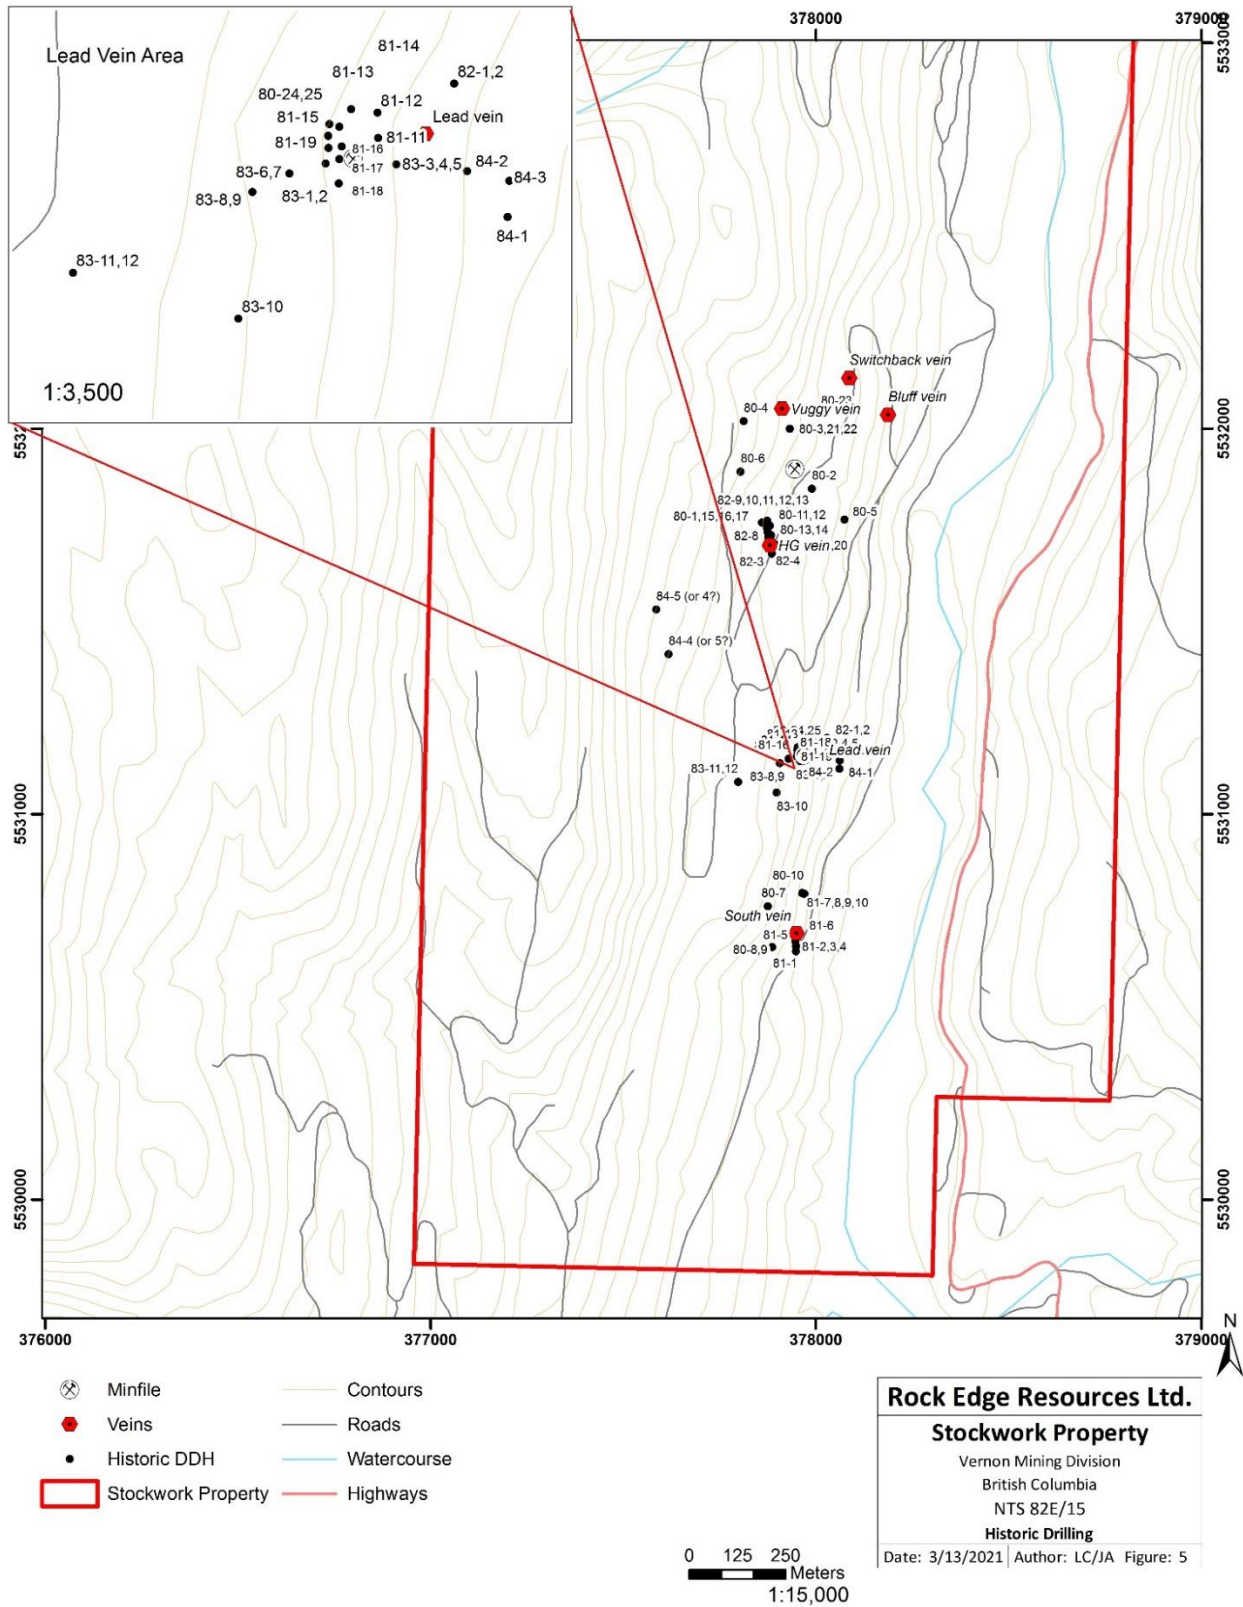 378000
379000
Lead Vein Area
81-14
81-13
82-1,2
80-24,25
81-12
Lead vein
81-15
81-11
81-19
81-16
81-17
83-3,4,5
84-2
83-6,7
84-3
83-8,9
83-1,2
81-18
84-1
83-11,12
83-10
1:3,500
5533000
5533000
Switchback vein
80-23
Bluff vein
80-4
Vuggy vein
80-3,21,22
5532000
80-6
80-2
82-9,10,11,12,13
80-1,15,16,17
80-11,12
80-5
82-8
80-13,14
HG vein
20
82-3
82-4
84-5 (or 4?)
84-4 (or 5?)
25
82-1,2
81-16
81-18
Lead vein
83-11,12
83-8,9
84-2
84-1
83-10
5531000
5531000
80-10
80-7
81-7,8,9,10
South vein
81-6
81-5
81-2,3,4
80-8,9
81-1
5530000
5530000
376000
377000
378000
379000
N
Minfile
Contours
Veins
Roads
Historic DDH
Watercourse
Stockwork Property
Highways
Rock Edge Resources Ltd.
Stockwork Property
Vernon Mining Division
British Columbia
NTS 82E/15
Historic Drilling
Date: 3/13/2021 Author: LC/JA Figure: 5
0 125 250
Meters
1:15,000